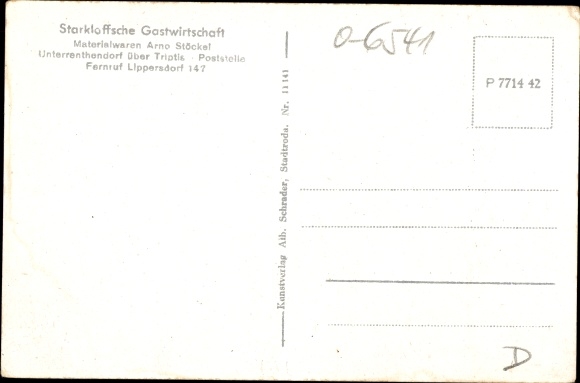 Starkloffsche Gastwirtschaft
Materialwaren Arno Stöckel
Unterrenthendorf über Triptis · Poststelle
Fernruf Lippersdorf 147
Kunstverlag Alb. Schrader, Stadtroda. Nr. 11141
0-6541
P 7714 42
D